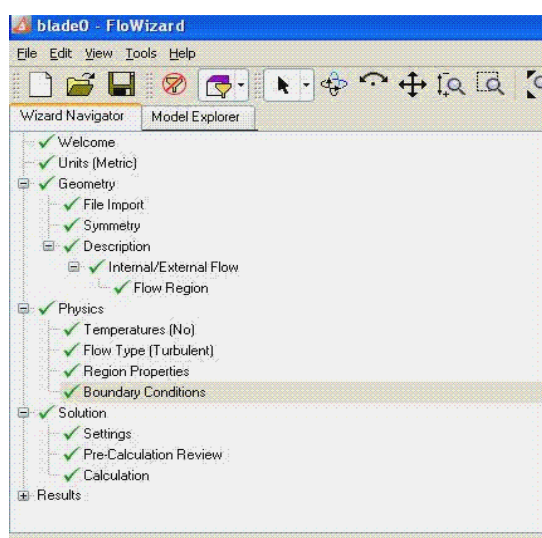 blade0 - FloWizard
File Edit View Tools Help
Wizard Navigator Model Explorer
Welcome
Units (Metric)
Geometry
File Import
Symmetry
Description
Internal/External Flow
Flow Region
Physics
Temperatures (No)
Flow Type (Turbulent)
Region Properties
Boundary Conditions
Solution
Settings
Pre-Calculation Review
Calculation
Results